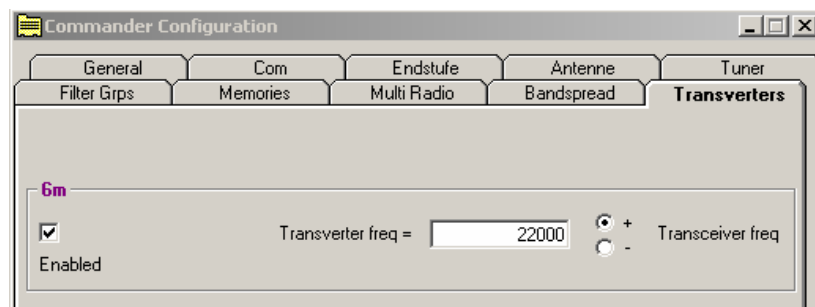 Commander Configuration
General Com Endstufe Antenne Tuner
Filter Grps Memories Multi Radio Bandspread Transverters
6m
Transverter freq = 22000 + Transceiver freq
-
Enabled